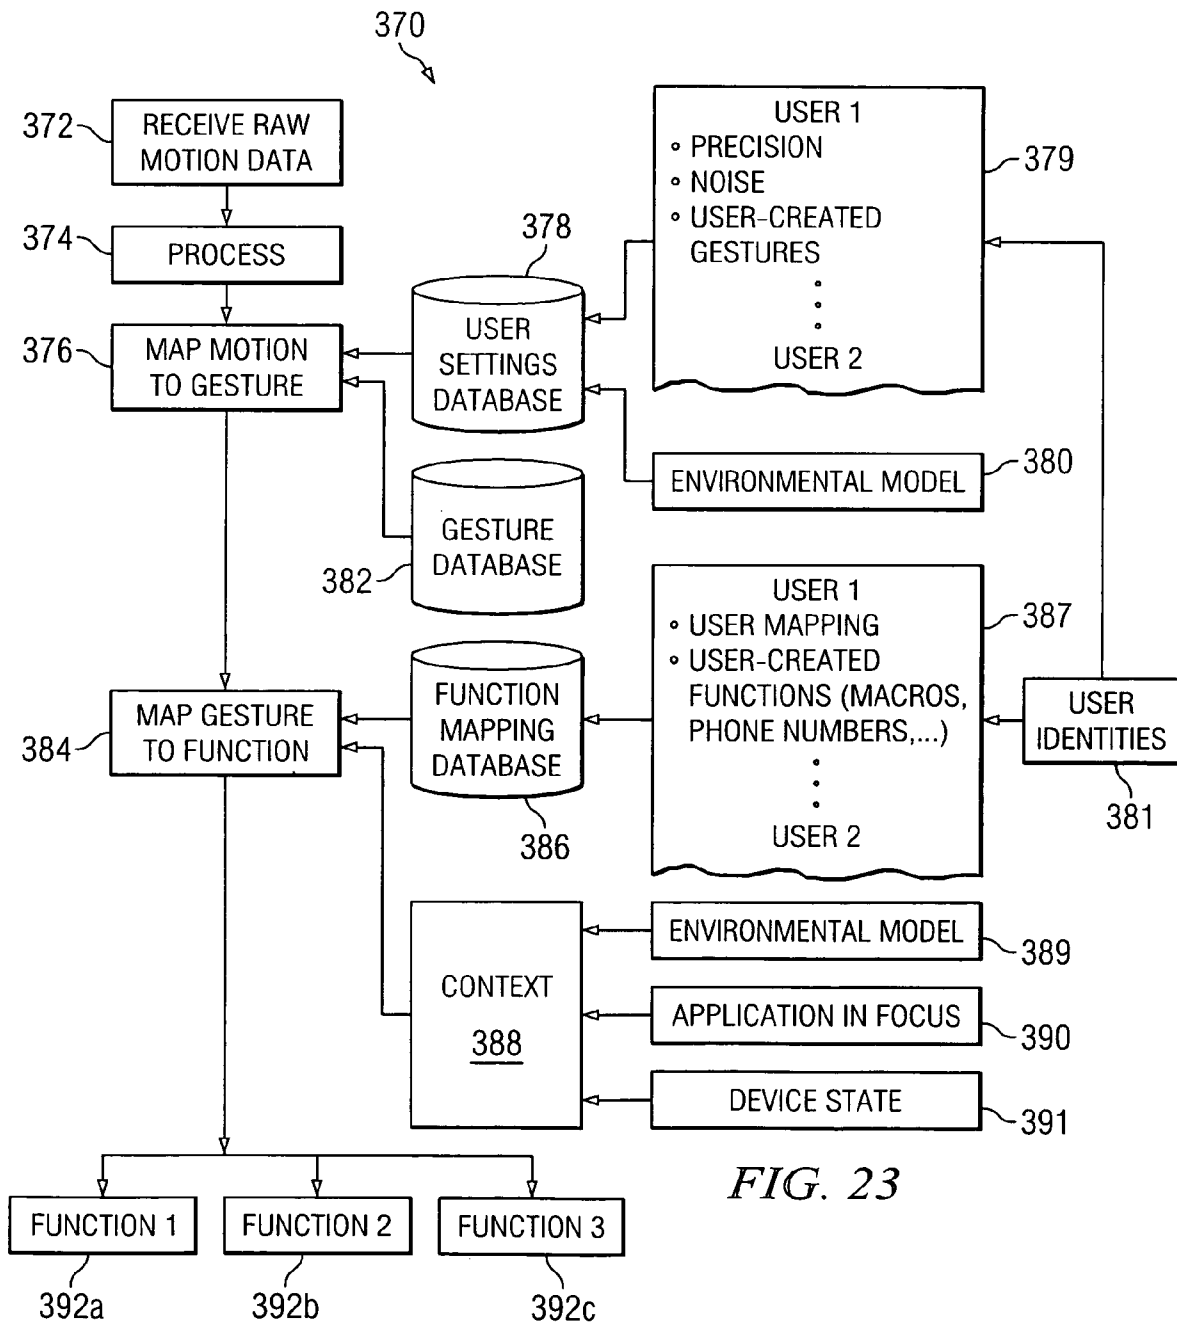 370
372
RECEIVE RAW
MOTION DATA
374
PROCESS
376
MAP MOTION
TO GESTURE
378
USER
SETTINGS
DATABASE
USER 1
° PRECISION
° NOISE
° USER-CREATED
GESTURES
USER 2
379
ENVIRONMENTAL MODEL
380
GESTURE
DATABASE
382
384
MAP GESTURE
TO FUNCTION
FUNCTION
MAPPING
DATABASE
386
USER 1
° USER MAPPING
° USER-CREATED
FUNCTIONS (MACROS,
PHONE NUMBERS,...)
USER 2
387
USER
IDENTITIES
381
CONTEXT
388
ENVIRONMENTAL MODEL
389
APPLICATION IN FOCUS
390
DEVICE STATE
391
FIG. 23
FUNCTION 1
392a
FUNCTION 2
392b
FUNCTION 3
392c